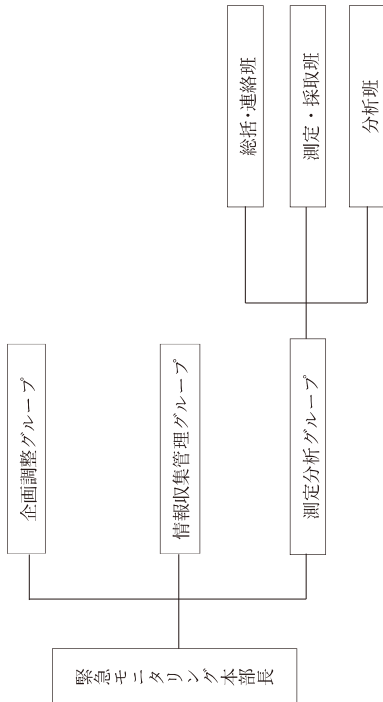 緊急モニタリング本部長
企画調整グループ
情報収集管理グループ
測定分析グループ
総括・連絡班
測定・採取班
分析班